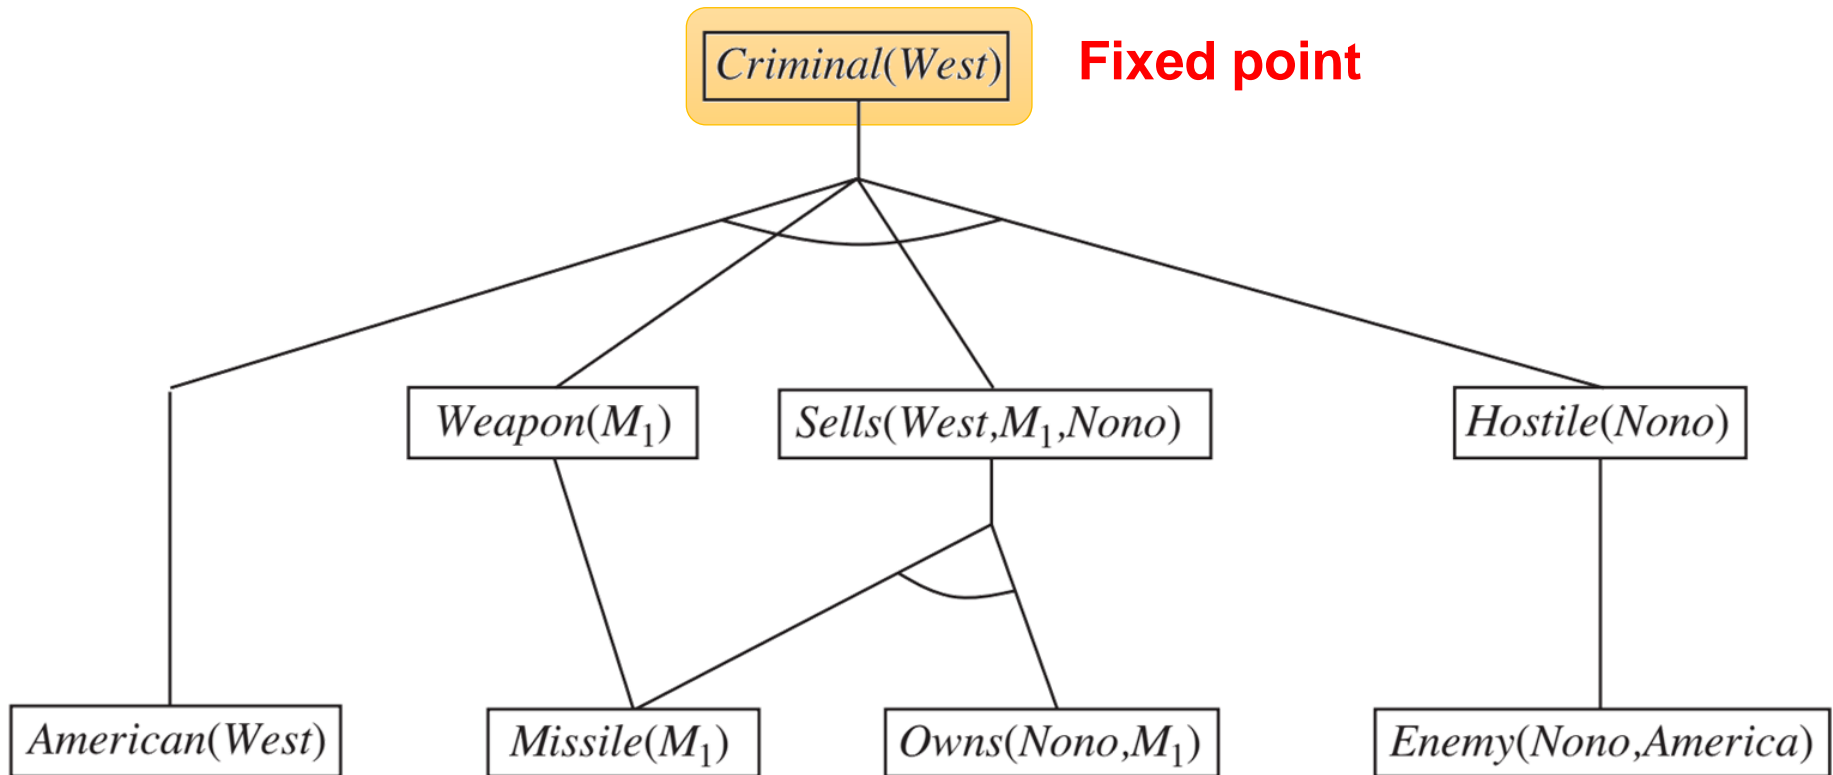 Criminal(West)
Fixed point
Weapon(M₁)
Sells(West,M₁,Nono)
Hostile(Nono)
American(West)
Missile(M₁)
Owns(Nono,M₁)
Enemy(Nono,America)